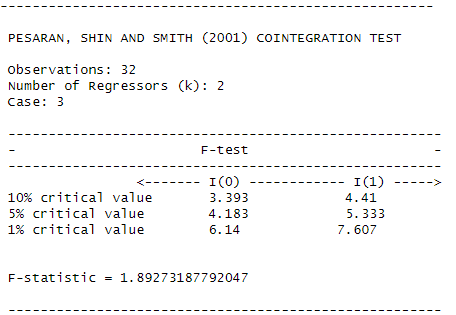 -----------------------------------------------------
PESARAN, SHIN AND SMITH (2001) COINTEGRATION TEST
Observations: 32
Number of Regressors (k): 2
Case: 3
------------------------------------------------------
-                       F-test                       -
------------------------------------------------------
                <------- I(0) ------------ I(1) ----->
10% critical value       3.393            4.41
5% critical value        4.183            5.333
1% critical value        6.14            7.607
F-statistic = 1.89273187792047
------------------------------------------------------